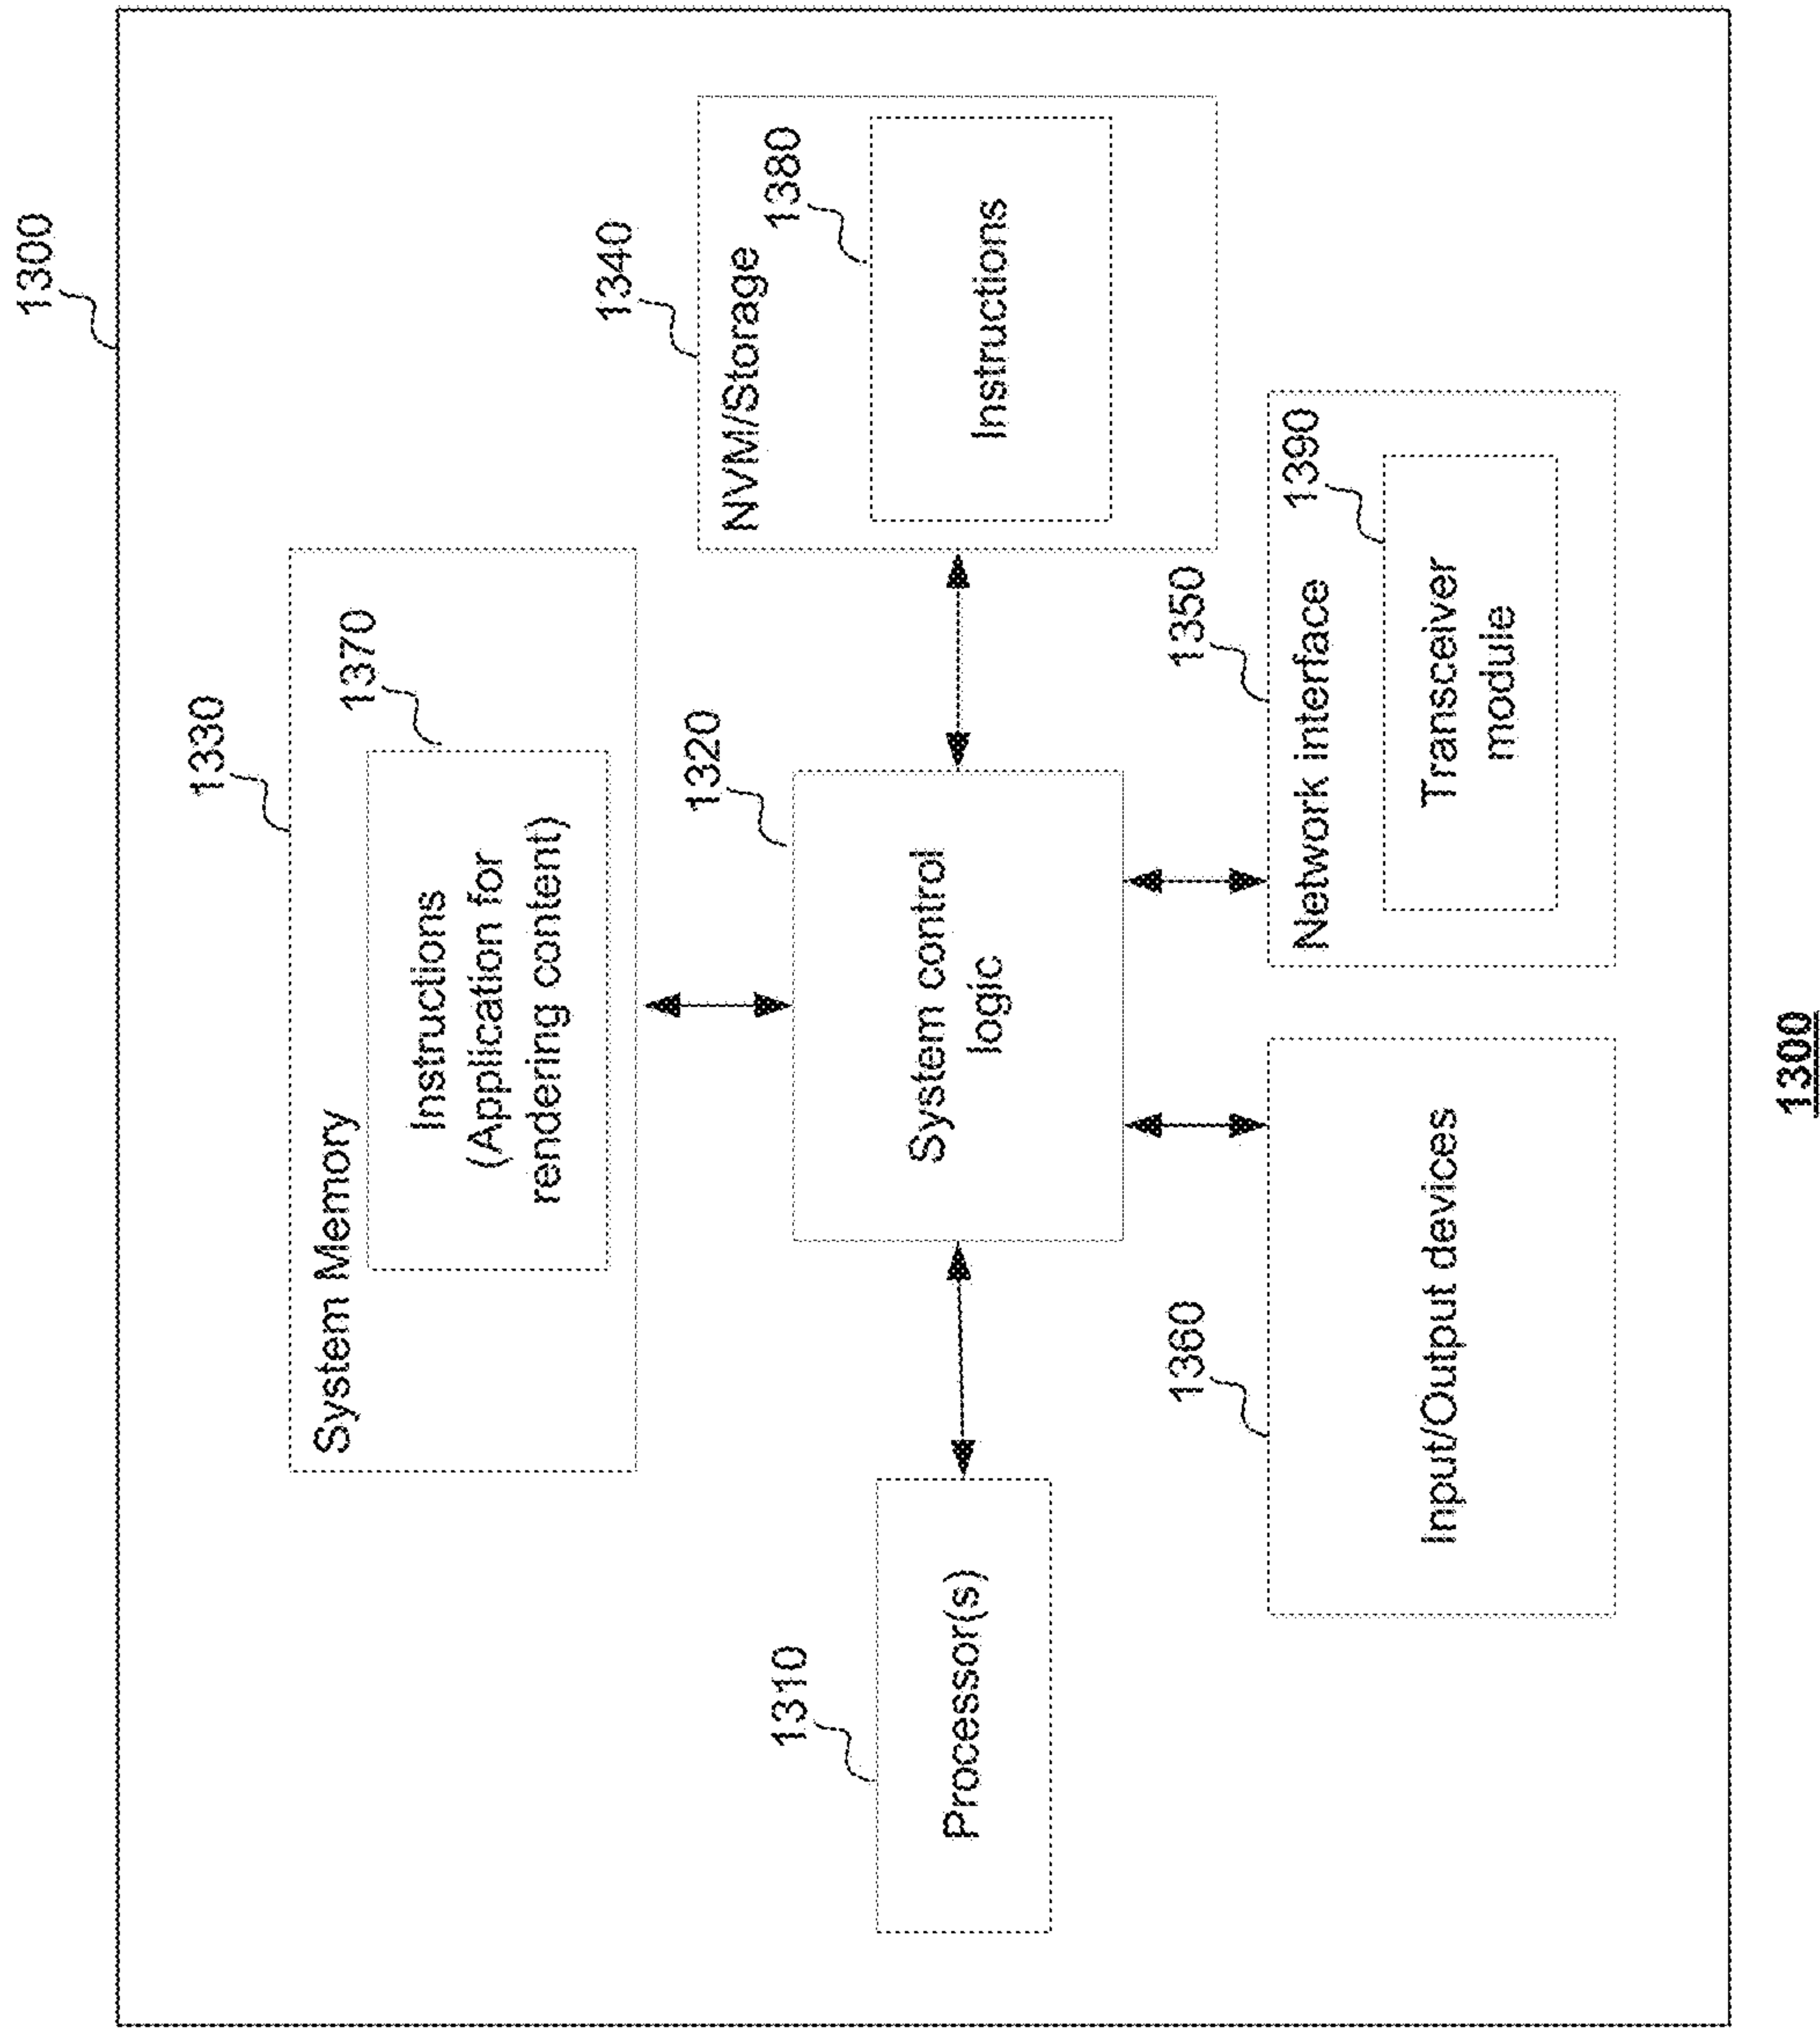 1300
1330
System Memory
1370
Instructions
(Application for
rendering content)
1340
NVM/Storage
1380
Instructions
1320
System control
logic
1310
Processor(s)
1360
Input/Output devices
1350
Network interface
1390
Transceiver
module
1300